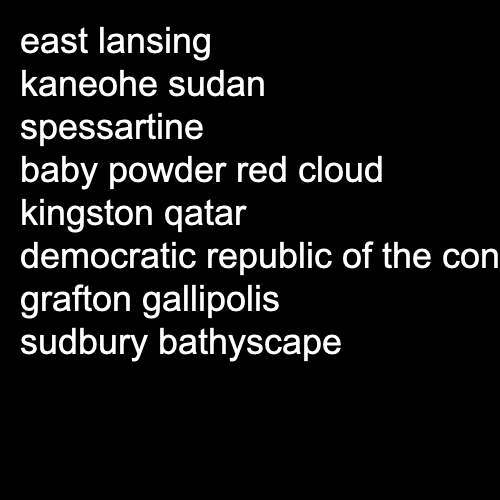 east lansing
kaneohe sudan
spessartine
baby powder red cloud
kingston qatar
democratic republic of the con
grafton gallipolis
sudbury bathyscape